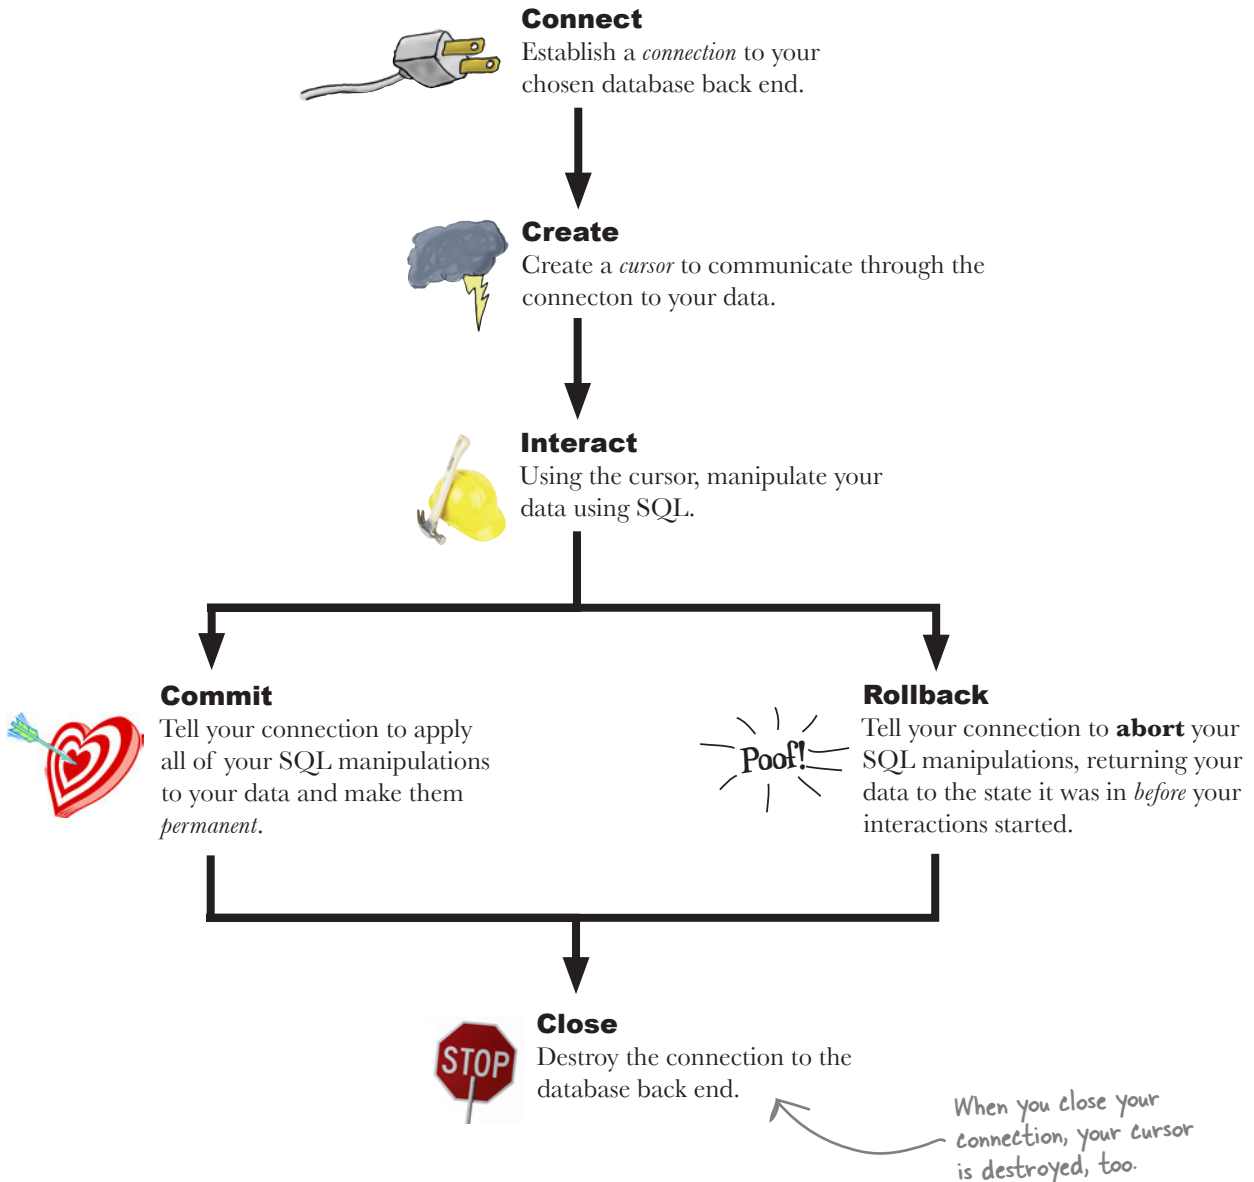 Connect
Establish a connection to your
chosen database back end.
Create
Create a cursor to communicate through the
connecton to your data.
Interact
Using the cursor, manipulate your
data using SQL.
Commit
Tell your connection to apply
all of your SQL manipulations
to your data and make them
permanent.
Poof!
Rollback
Tell your connection to abort your
SQL manipulations, returning your
data to the state it was in before your
interactions started.
STOP
Close
Destroy the connection to the
database back end.
When you close your
connection, your cursor
is destroyed, too.